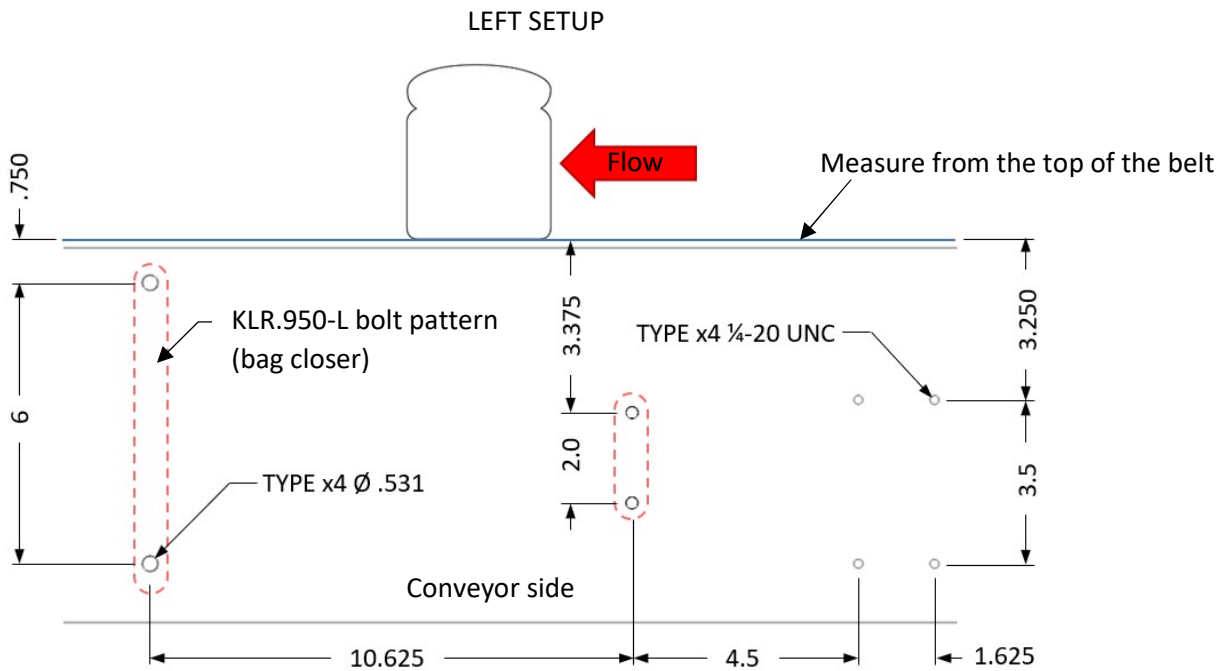 LEFT SETUP
Flow
Measure from the top of the belt
.750
3.375
3.250
KLR.950-L bolt pattern
(bag closer)
TYPE x4 ¼-20 UNC
6
2.0
3.5
TYPE x4 Ø .531
Conveyor side
10.625
4.5
1.625